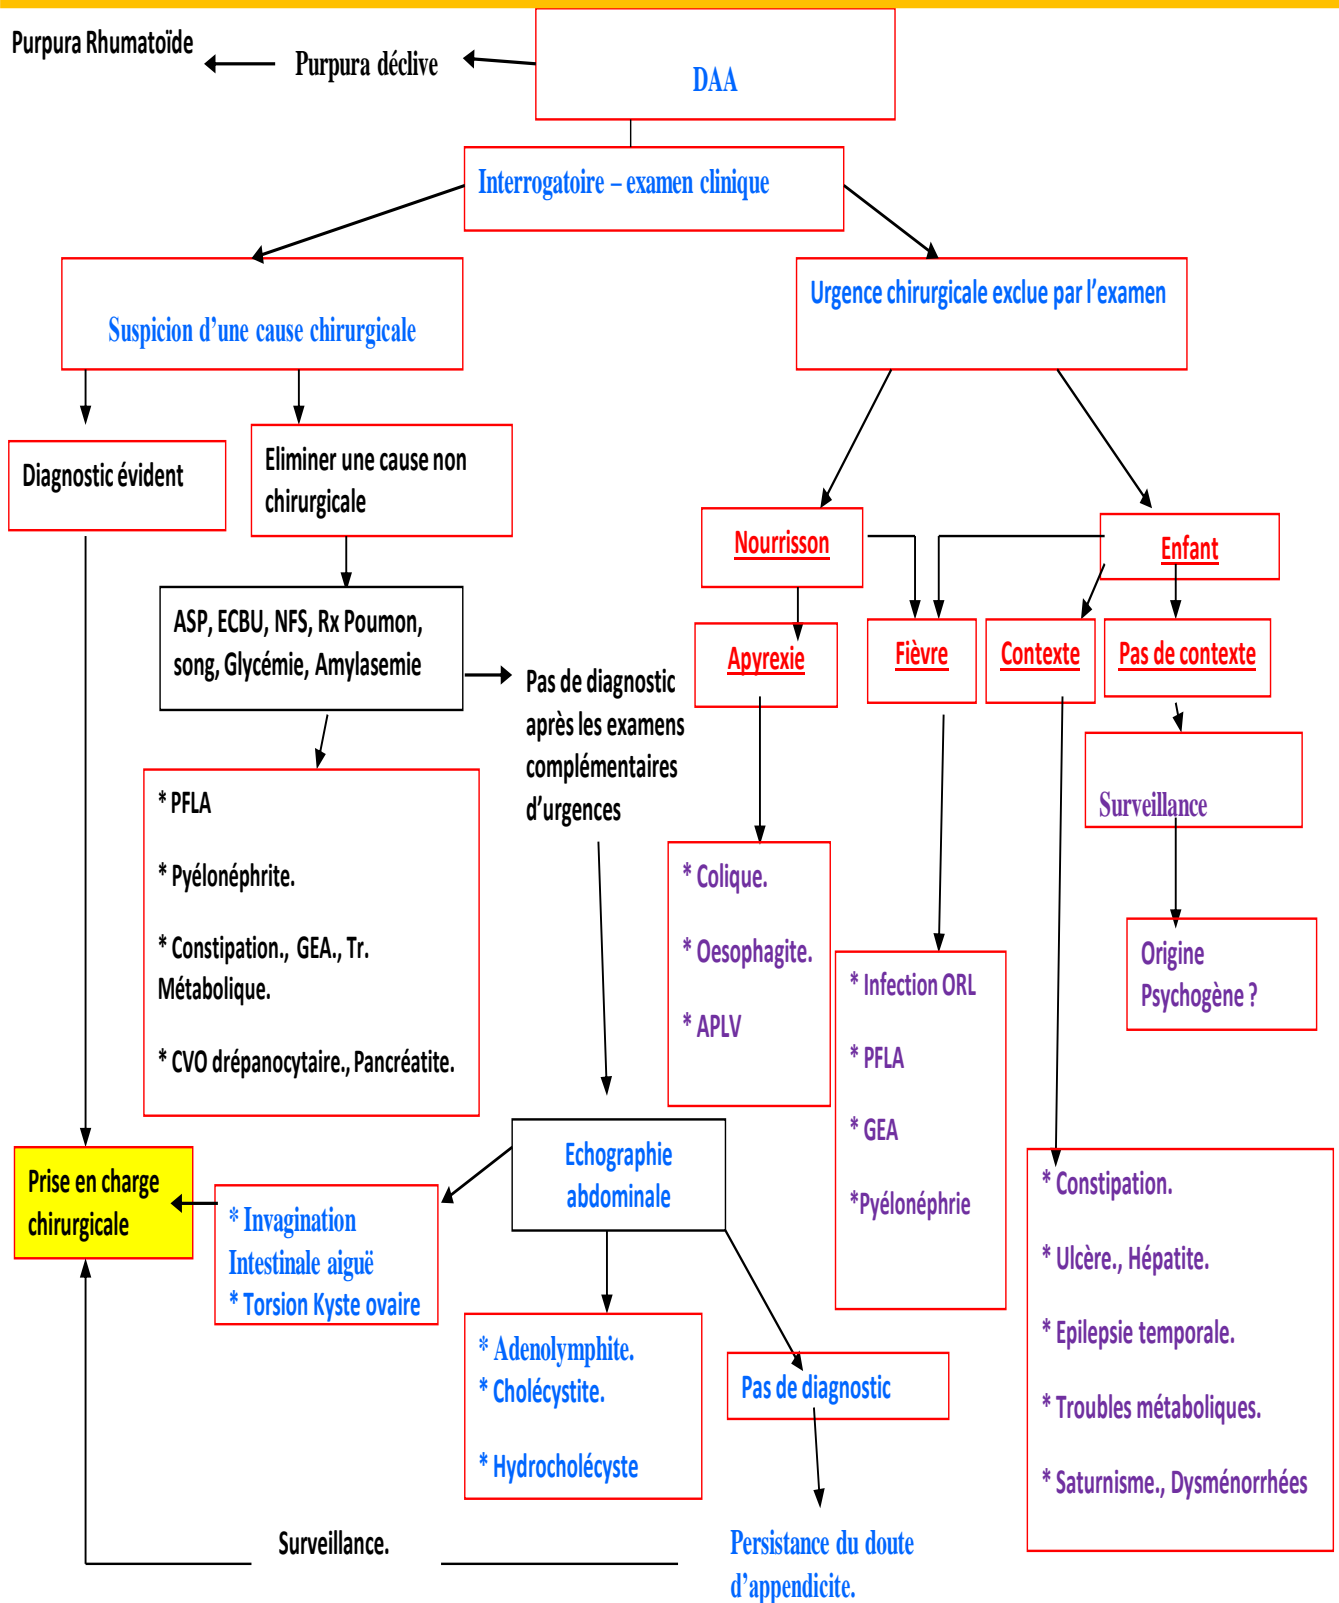 Purpura Rhumatoïde
Purpura déclive
DAA
Interrogatoire – examen clinique
Suspicion d’une cause chirurgicale
Urgence chirurgicale exclue par l’examen
Diagnostic évident
Eliminer une cause non
chirurgicale
Nourrisson
Enfant
ASP, ECBU, NFS, Rx Poumon,
song, Glycémie, Amylasemie
Apyrexie
Fièvre
Contexte
Pas de contexte
Pas de diagnostic
après les examens
complémentaires
d’urgences
Surveillance
* PFLA
* Pyélonéphrite.
* Constipation., GEA., Tr.
Métabolique.
* CVO drépanocytaire., Pancréatite.
* Colique.
* Oesophagite.
* APLV
* Infection ORL
* PFLA
* GEA
*Pyélonéphrie
Origine
Psychogène ?
Prise en charge
chirurgicale
* Invagination
Intestinale aiguë
* Torsion Kyste ovaire
Echographie
abdominale
* Constipation.
* Ulcère., Hépatite.
* Epilepsie temporale.
* Troubles métaboliques.
* Saturnisme., Dysménorrhées
* Adenolymphite.
* Cholécystite.
* Hydrocholécyste
Pas de diagnostic
Surveillance.
Persistance du doute
d’appendicite.